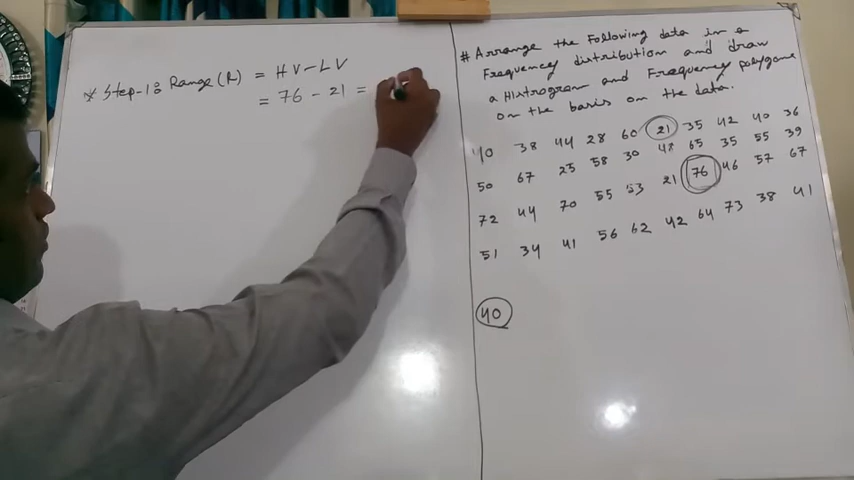 * Step-1: Range (R) = HV-LV
= 76 - 21 =
# Arrange the Following data in a
Frequency distribution and draw
a Histrogram and Frequency polygone
on the basis on the data.
40 38 44 28 60 21 35 42 40 36
50 67 25 58 30 48 65 35 55 39
72 44 70 55 53 21 76 46 57 67
51 34 41 56 62 42 64 73 38 41
40